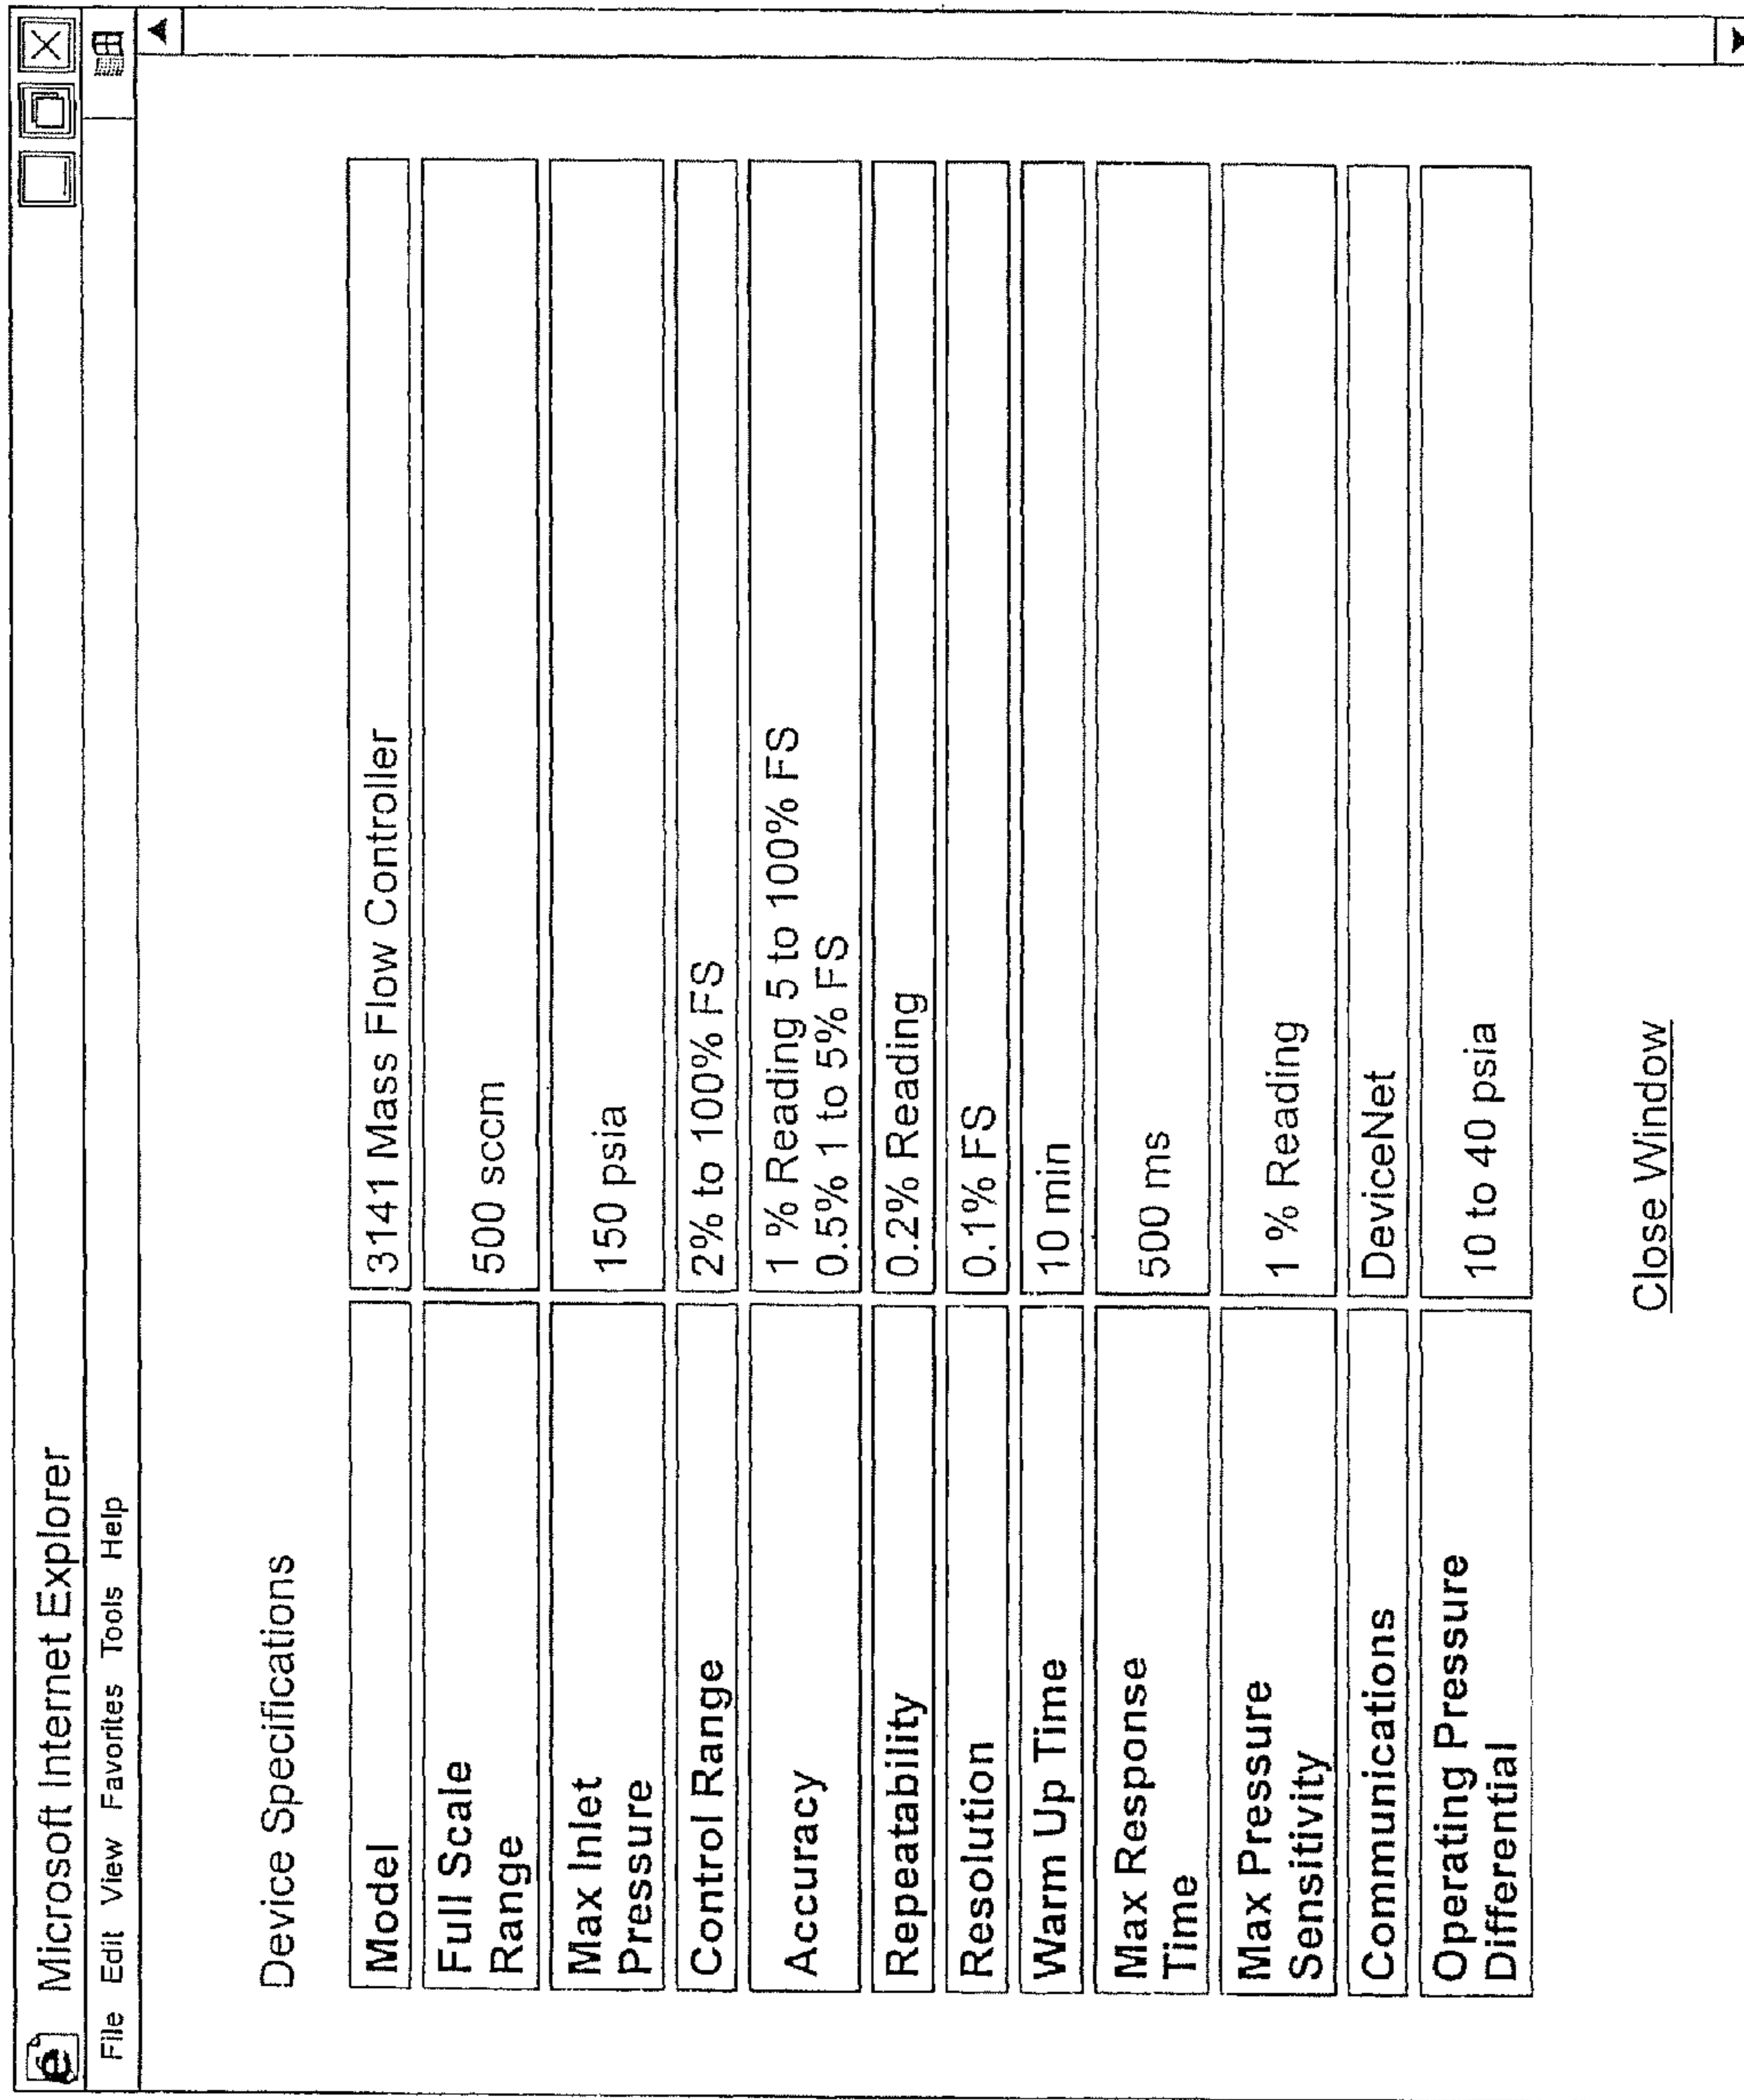 Microsoft Internet Explorer
File Edit View Favorites Tools Help
Device Specifications
Model 3141 Mass Flow Controller
Full Scale
Range 500 sccm
Max Inlet
Pressure 150 psia
Control Range 2% to 100% FS
Accuracy 1 % Reading 5 to 100% FS
0.5% 1 to 5% FS
Repeatability 0.2% Reading
Resolution 0.1% FS
Warm Up Time 10 min
Max Response
Time 500 ms
Max Pressure
Sensitivity 1 % Reading
Communications DeviceNet
Operating Pressure
Differential 10 to 40 psia
Close Window